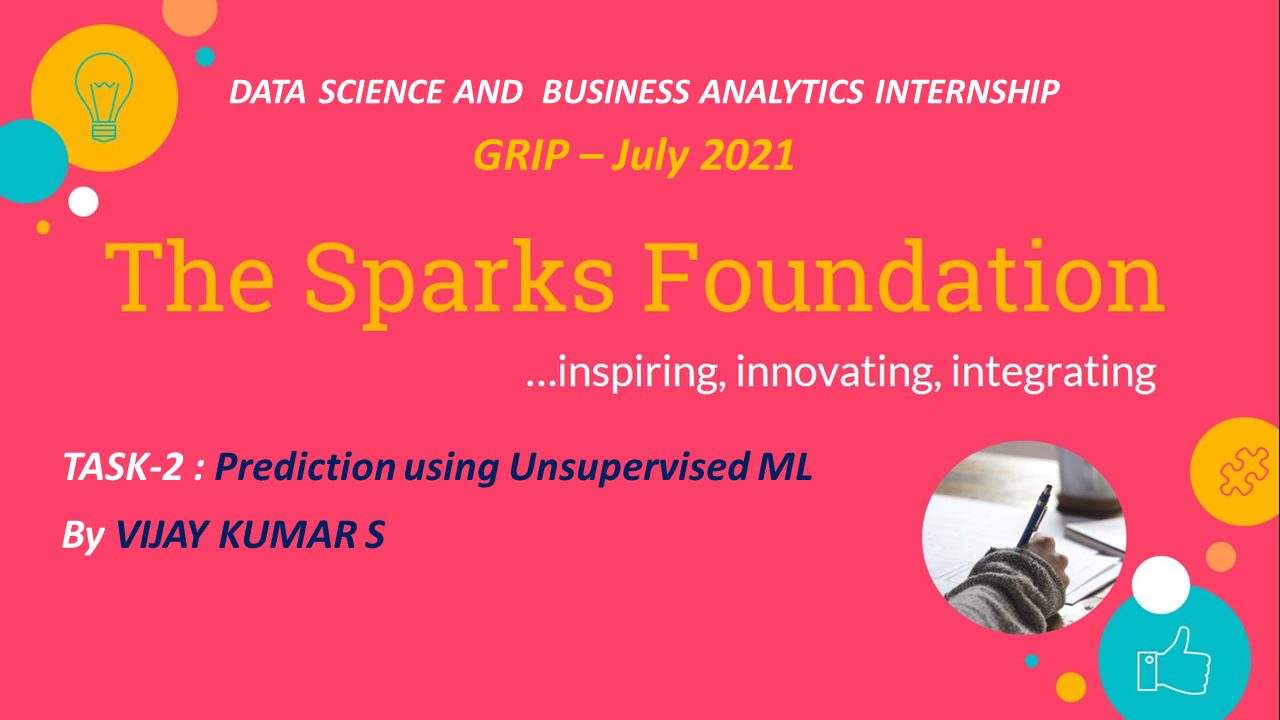 DATA SCIENCE AND BUSINESS ANALYTICS INTERNSHIP
GRIP – July 2021
The Sparks Foundation
...inspiring, innovating, integrating
TASK-2 : Prediction using Unsupervised ML
By VIJAY KUMAR S